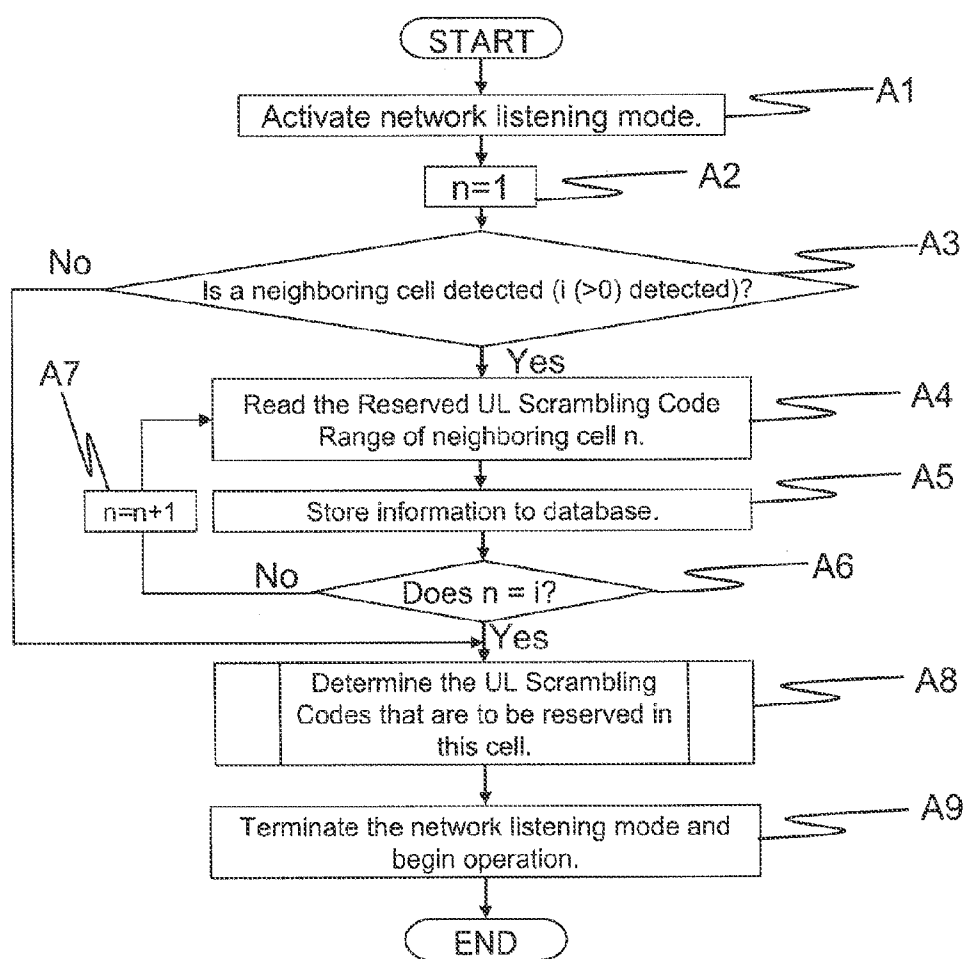 START
Activate network listening mode.
A1
n=1
A2
Is a neighboring cell detected (i (>0) detected)?
A3
No
Yes
A7
Read the Reserved UL Scrambling Code
Range of neighboring cell n.
A4
n=n+1
Store information to database.
A5
No
Does n = i?
A6
Yes
Determine the UL Scrambling
Codes that are to be reserved in
this cell.
A8
Terminate the network listening mode and
begin operation.
A9
END